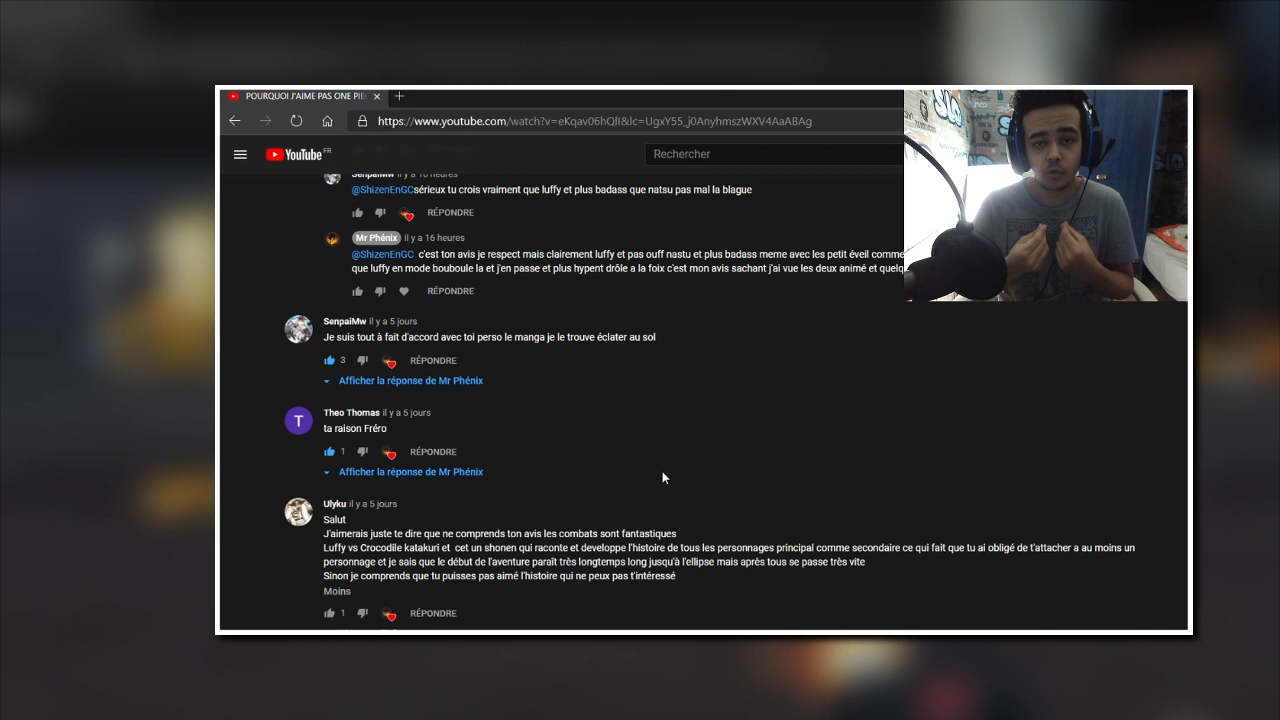 POURQUOI J'AIME PAS ONE PIE
https://www.youtube.com/watch?v=eKqav06hQlI&lc=UgxY55_j0AnyhmszWXV4AaABAg
YouTube FR
Rechercher
SenpaiMw il y a 16 heures
@ShizenEnGCsérieux tu crois vraiment que luffy et plus badass que natsu pas mal la blague
RÉPONDRE
Mr Phénix il y a 16 heures
@ShizenEnGC c'est ton avis je respect mais clairement luffy et pas ouff nastu et plus badass meme avec les petit éveil comme
que luffy en mode bouboule la et j'en passe et plus hypent drôle a la foix c'est mon avis sachant j'ai vue les deux animé et quelq
RÉPONDRE
SenpaiMw il y a 5 jours
Je suis tout à fait d'accord avec toi perso le manga je le trouve éclater au sol
3 RÉPONDRE
Afficher la réponse de Mr Phénix
T
Theo Thomas il y a 5 jours
ta raison Fréro
1 RÉPONDRE
Afficher la réponse de Mr Phénix
Ulyku il y a 5 jours
Salut
J'aimerais juste te dire que ne comprends ton avis les combats sont fantastiques
Luffy vs Crocodile katakuri et cet un shonen qui raconte et developpe l'histoire de tous les personnages principal comme secondaire ce qui fait que tu ai obligé de t'attacher a au moins un
personnage et je sais que le début de l'aventure paraît très longtemps long jusqu'à l'ellipse mais après tous se passe très vite
Sinon je comprends que tu puisses pas aimé l'histoire qui ne peux pas t'intéressé
Moins
1 RÉPONDRE